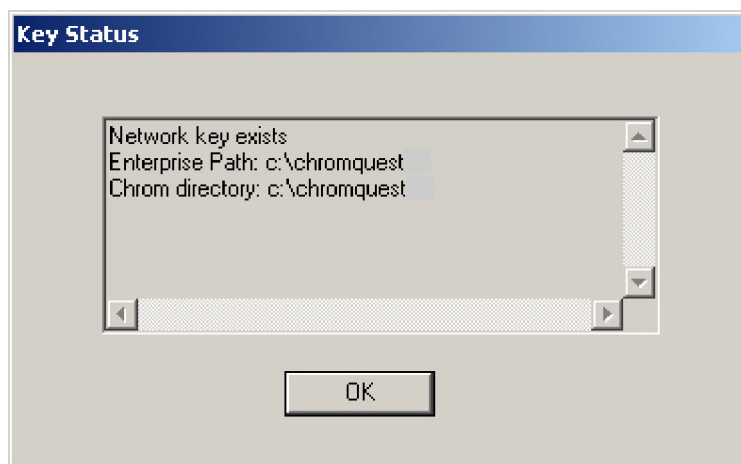 Key Status
Network key exists
Enterprise Path: c:\chromquest
Chrom directory: c:\chromquest
OK